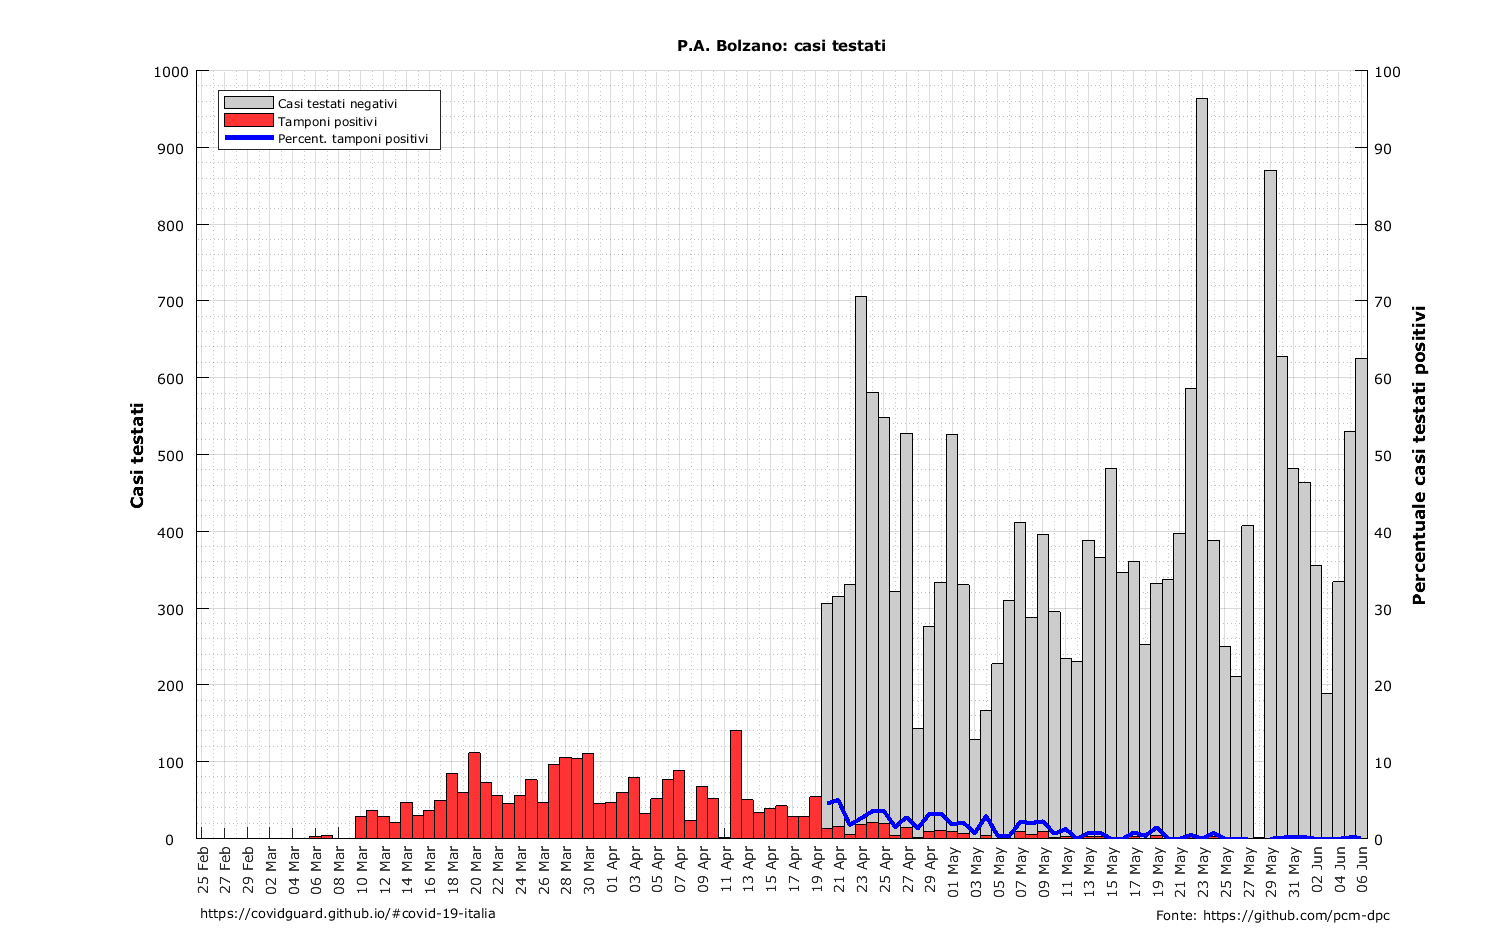 P.A. Bolzano: casi testati
Casi testati negativi
Tamponi positivi
Percent. tamponi positivi
Casi testati
1000
900
800
700
600
500
400
300
200
100
0
100
90
80
70
60
50
40
30
20
10
0
Percentuale casi testati positivi
25 Feb
27 Feb
29 Feb
02 Mar
04 Mar
06 Mar
08 Mar
10 Mar
12 Mar
14 Mar
16 Mar
18 Mar
20 Mar
22 Mar
24 Mar
26 Mar
28 Mar
30 Mar
01 Apr
03 Apr
05 Apr
07 Apr
09 Apr
11 Apr
13 Apr
15 Apr
17 Apr
19 Apr
21 Apr
23 Apr
25 Apr
27 Apr
29 Apr
01 May
03 May
05 May
07 May
09 May
11 May
13 May
15 May
17 May
19 May
21 May
23 May
25 May
27 May
29 May
31 May
02 Jun
04 Jun
06 Jun
https://covidguard.github.io/#covid-19-italia
Fonte: https://github.com/pcm-dpc